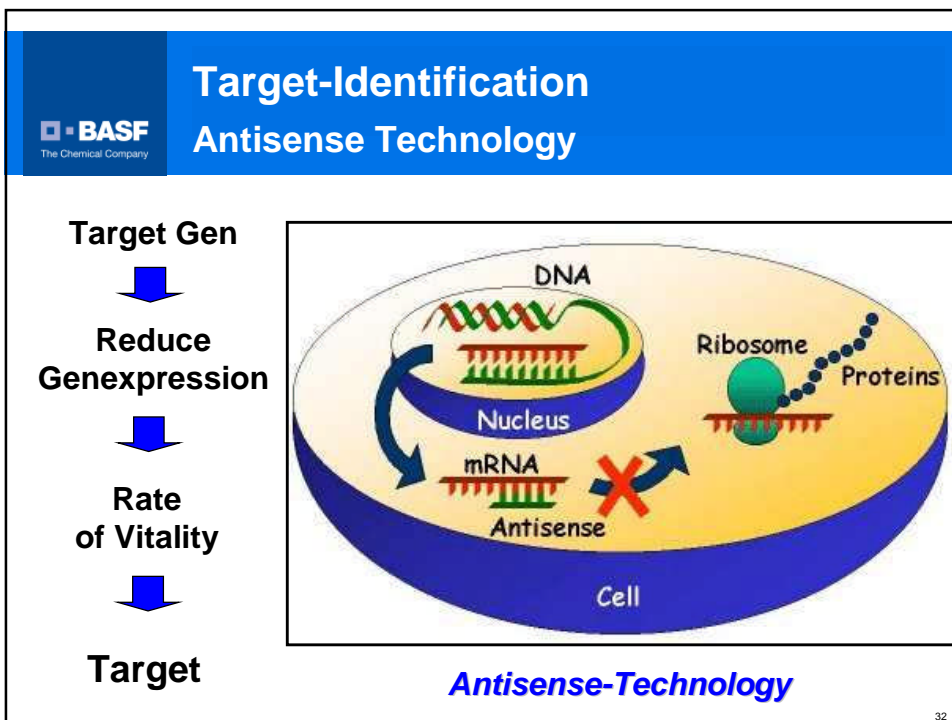 Target-Identification
Antisense Technology
BASF
The Chemical Company
Target Gen
Reduce
Genexpression
Rate
of Vitality
Target
DNA
Nucleus
mRNA
Antisense
Ribosome
Proteins
Cell
Antisense-Technology
32